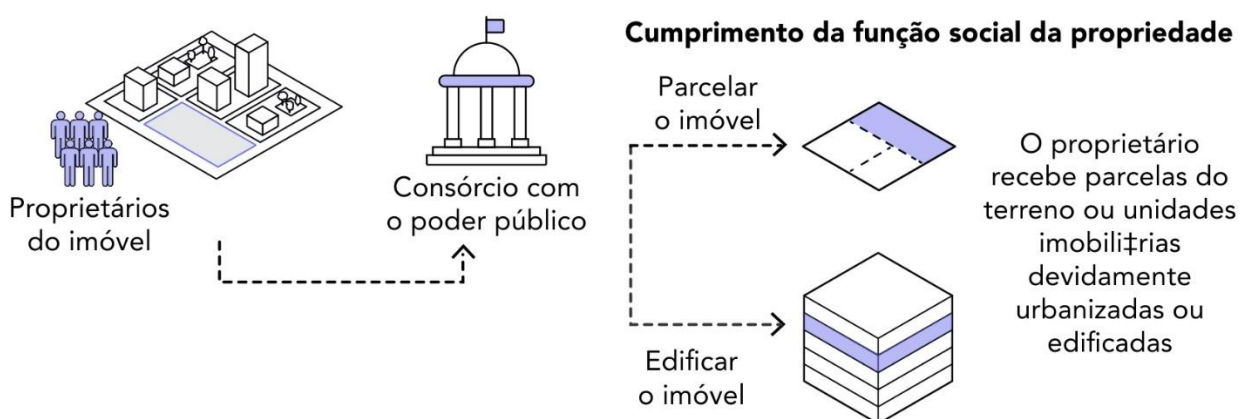 Proprietários
do imóvel
Consórcio com
o poder público
Cumprimento da função social da propriedade
Parcelar
o imóvel
Edificar
o imóvel
O proprietário
recebe parcelas do
terreno ou unidades
imobili‡rias
devidamente
urbanizadas ou
edificadas